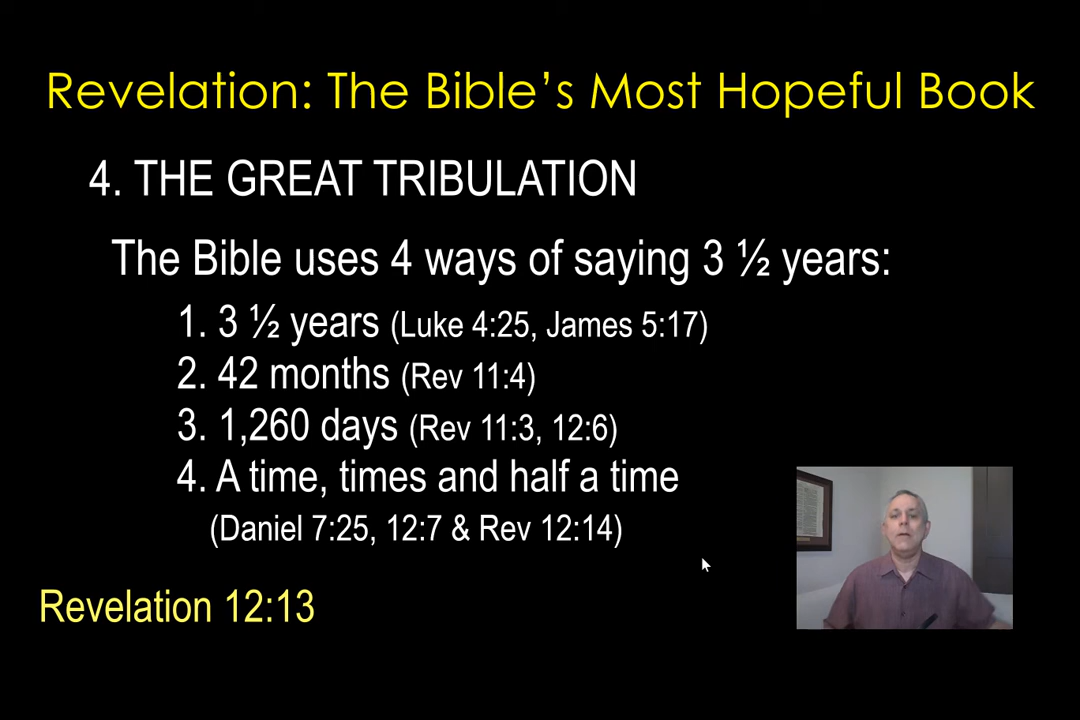 Revelation: The Bible’s Most Hopeful Book
4. THE GREAT TRIBULATION
The Bible uses 4 ways of saying 3 ½ years:
1. 3 ½ years (Luke 4:25, James 5:17)
2. 42 months (Rev 11:4)
3. 1,260 days (Rev 11:3, 12:6)
4. A time, times and half a time
(Daniel 7:25, 12:7 & Rev 12:14)
Revelation 12:13